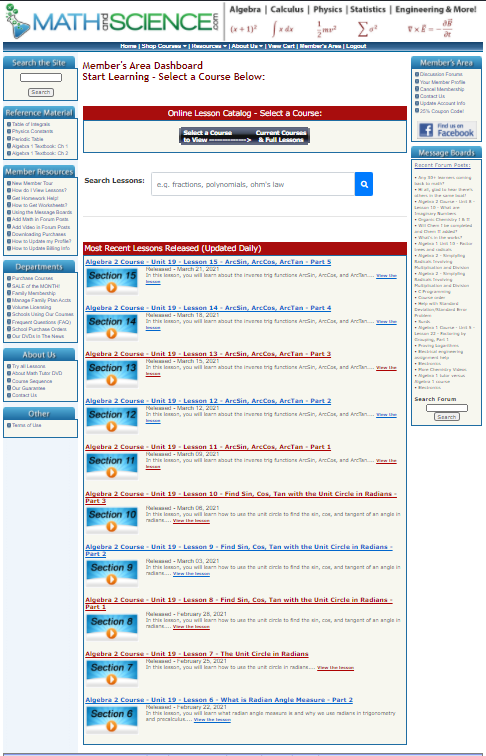 MATHandSCIENCE.COM
Algebra | Calculus | Physics | Statistics | Engineering & More!
(x+1)² ∫ x dx 1/2 mv² Σ σ² ∇ × E = - ∂B/∂t
Home | Shop Courses | Resources | About Us | View Cart | Member's Area | Logout
Search the Site
Search
Reference Material
Table of Integrals
Physics Constants
Periodic Table
Algebra 1 Textbook: Ch 1
Algebra 1 Textbook: Ch 2
Member Resources
New Member Tour
How do I View Lessons?
Get Homework Help!
How to Get Worksheets?
Using the Message Boards
Add Math in Forum Posts
Add Video in Forum Posts
Downloading Purchases
How to Update my Profile?
How to Update Billing Info
Departments
Purchase Courses
SALE of the MONTH!
Family Membership
Manage Family Plan Accts
Volume Licensing
Schools Using Our Courses
Frequent Questions (FAQ)
School Purchase Orders
Our DVDs In The News
About Us
Try all Lessons
About Math Tutor DVD
Course Sequence
Our Guarantee
Contact Us
Other
Terms of Use
Member's Area Dashboard
Start Learning - Select a Course Below:
Online Lesson Catalog - Select a Course:
Select a Course Current Courses
to View ---------------> & Full Lessons
Search Lessons:
e.g. fractions, polynomials, ohm's law
Most Recent Lessons Released (Updated Daily)
Algebra 2 Course - Unit 19 - Lesson 15 - ArcSin, ArcCos, ArcTan - Part 5
Section 15
Released - March 21, 2021
In this lesson, you will learn about the inverse trig functions ArcSin, ArcCos, and ArcTan.... View the
lesson
Algebra 2 Course - Unit 19 - Lesson 14 - ArcSin, ArcCos, ArcTan - Part 4
Section 14
Released - March 18, 2021
In this lesson, you will learn about the inverse trig functions ArcSin, ArcCos, and ArcTan.... View the
lesson
Algebra 2 Course - Unit 19 - Lesson 13 - ArcSin, ArcCos, ArcTan - Part 3
Section 13
Released - March 15, 2021
In this lesson, you will learn about the inverse trig functions ArcSin, ArcCos, and ArcTan.... View the
lesson
Algebra 2 Course - Unit 19 - Lesson 12 - ArcSin, ArcCos, ArcTan - Part 2
Section 12
Released - March 12, 2021
In this lesson, you will learn about the inverse trig functions ArcSin, ArcCos, and ArcTan.... View the
lesson
Algebra 2 Course - Unit 19 - Lesson 11 - ArcSin, ArcCos, ArcTan - Part 1
Section 11
Released - March 09, 2021
In this lesson, you will learn about the inverse trig functions ArcSin, ArcCos, and ArcTan.... View the
lesson
Algebra 2 Course - Unit 19 - Lesson 10 - Find Sin, Cos, Tan with the Unit Circle in Radians -
Part 3
Section 10
Released - March 06, 2021
In this lesson, you will learn how to use the unit circle to find the sin, cos, and tangent of an angle in
radians.... View the lesson
Algebra 2 Course - Unit 19 - Lesson 9 - Find Sin, Cos, Tan with the Unit Circle in Radians -
Part 2
Section 9
Released - March 03, 2021
In this lesson, you will learn how to use the unit circle to find the sin, cos, and tangent of an angle in
radians.... View the lesson
Algebra 2 Course - Unit 19 - Lesson 8 - Find Sin, Cos, Tan with the Unit Circle in Radians -
Part 1
Section 8
Released - February 28, 2021
In this lesson, you will learn how to use the unit circle to find the sin, cos, and tangent of an angle in
radians.... View the lesson
Algebra 2 Course - Unit 19 - Lesson 7 - The Unit Circle in Radians
Section 7
Released - February 25, 2021
In this lesson, you will learn how to use the unit circle in radians.... View the lesson
Algebra 2 Course - Unit 19 - Lesson 6 - What is Radian Angle Measure - Part 2
Section 6
Released - February 22, 2021
In this lesson, you will learn what radian angle measure is and why we use radians in trigonometry
and precalculus.... View the lesson
Member's Area
Discussion Forums
Your Member Profile
Cancel Membership
Contact Us
Update Account Info
25% Coupon Code!
Find us on
Facebook
Message Boards
Recent Forum Posts:
• Any 50+ learners coming
back to math?
• Hi all, glad to hear there's
others in the same boat!
• Algebra 2 Course - Unit 8 -
Lesson 10 - What are
Imaginary Numbers
• Organic Chemistry 1 & II
• Will Chem 1 be completed
and Chem II added?
• What's in the works?
• Algebra 1, Unit 10 - Factor
trees and radicals
• Algebra 2 - Simplifying
Radicals Involving
Multiplication and Division
• Algebra 2 - Simplifying
Radicals Involving
Multiplication and Division
• C Programming
• Course order
• Help with Standard
Deviation/Standard Error
Problem
• Guide
• Algebra 1 Course - Unit 9 -
Lesson 22 - Factoring by
Grouping, Part 1
• Proving logarithms
• Electrical engineering
assignment help
• Electronics
• More Chemistry Videos
• Algebra 1 tutor versus
Algebra 1 course
• Electronics
Search Forum
Search